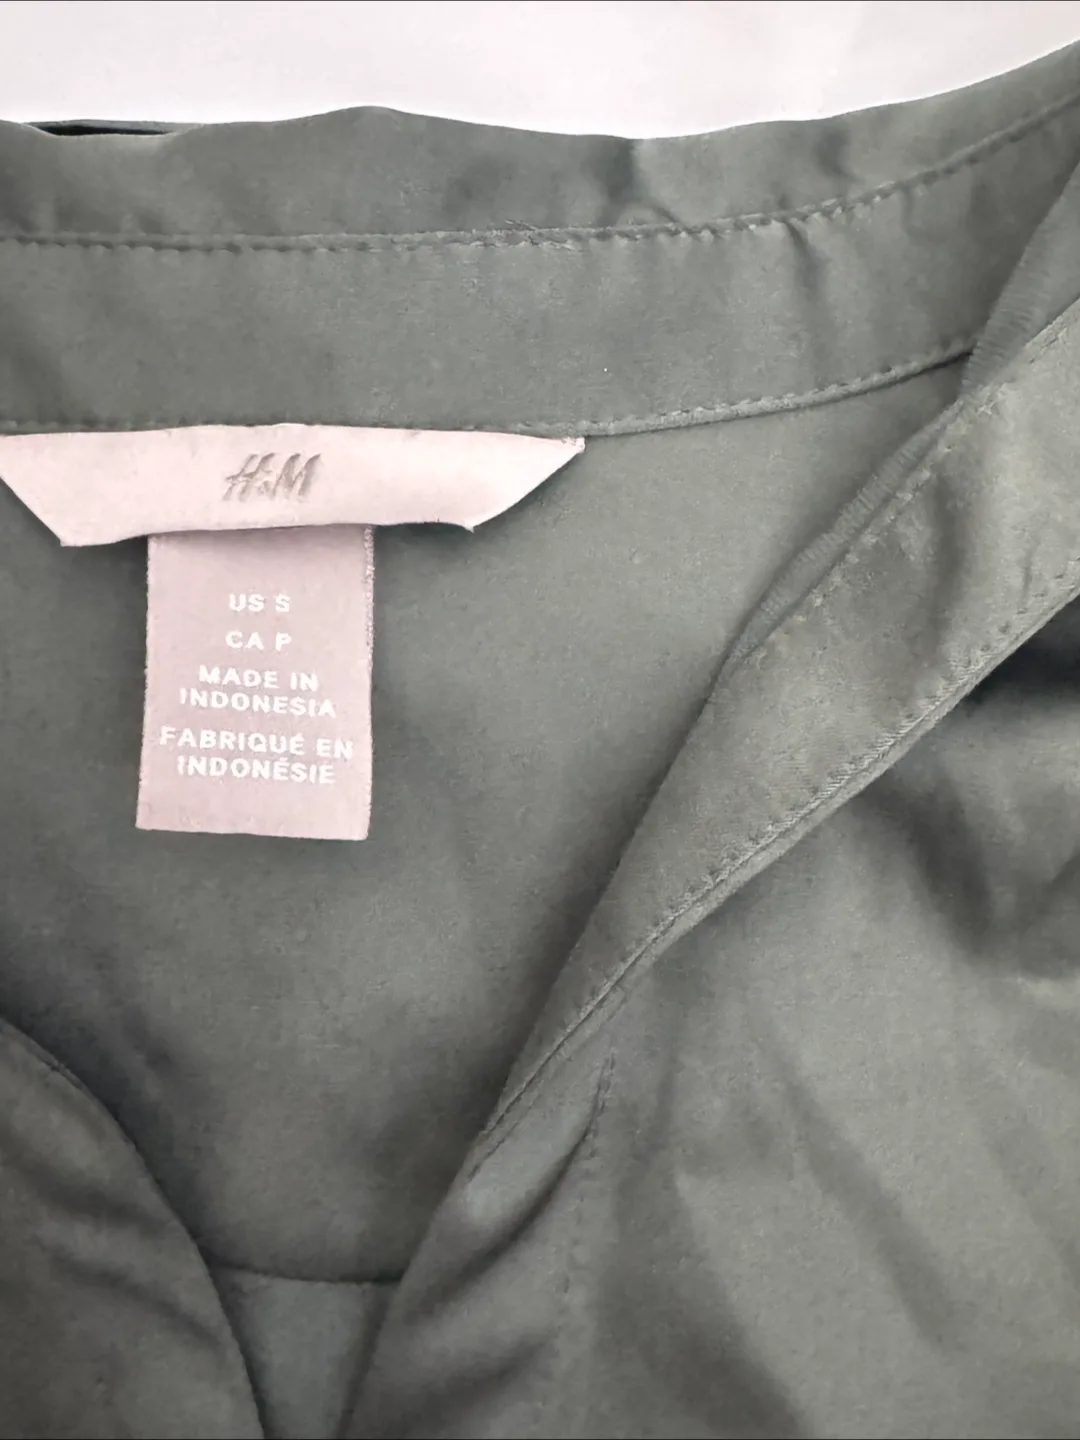 H&M
US S
CA P
MADE IN
INDONESIA
FABRIQUÉ EN
INDONÉSIE